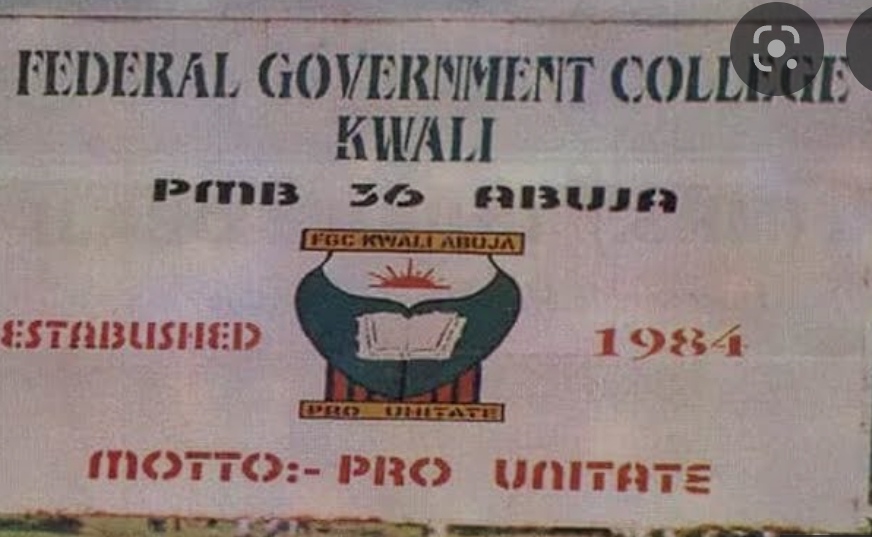 FEDERAL GOVERNMENT COLLEGE
KWALI
PMB 36 ABUJA
FGC KWALI ABUJA
ESTABLISHED 1984
PRO UNITATE
MOTTO:- PRO UNITATE